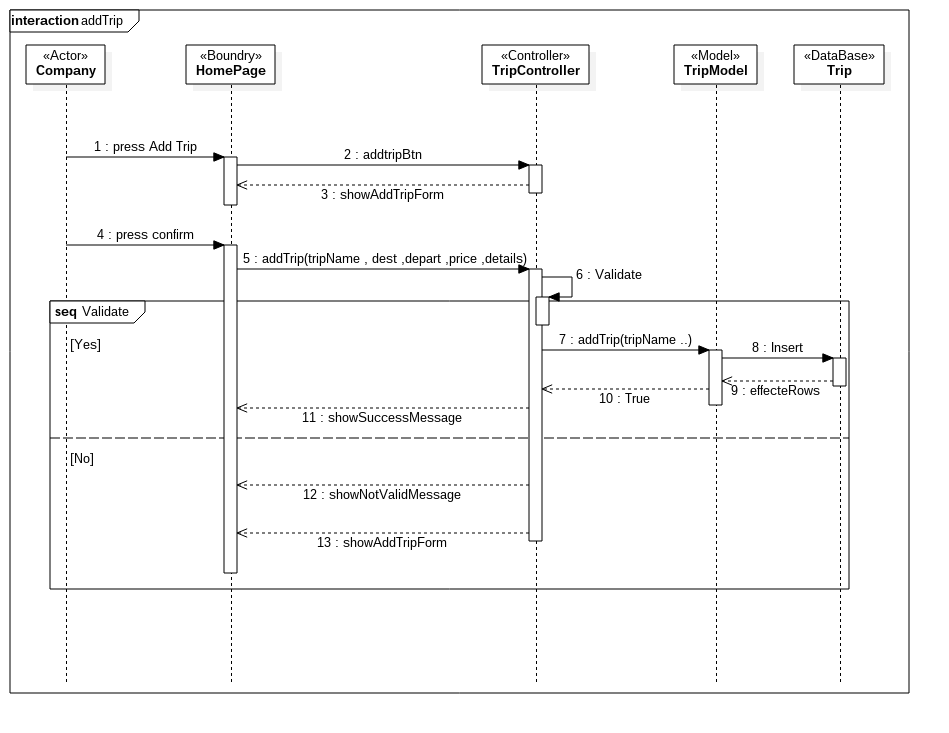 interaction addTrip
«Actor»
Company
«Boundry»
HomePage
«Controller»
TripController
«Model»
TripModel
«DataBase»
Trip
1 : press Add Trip
2 : addtripBtn
3 : showAddTripForm
4 : press confirm
5 : addTrip(tripName , dest ,depart ,price ,details)
6 : Validate
seq Validate
[Yes]
7 : addTrip(tripName ..)
8 : Insert
9 : effecteRows
10 : True
11 : showSuccessMessage
[No]
12 : showNotValidMessage
13 : showAddTripForm